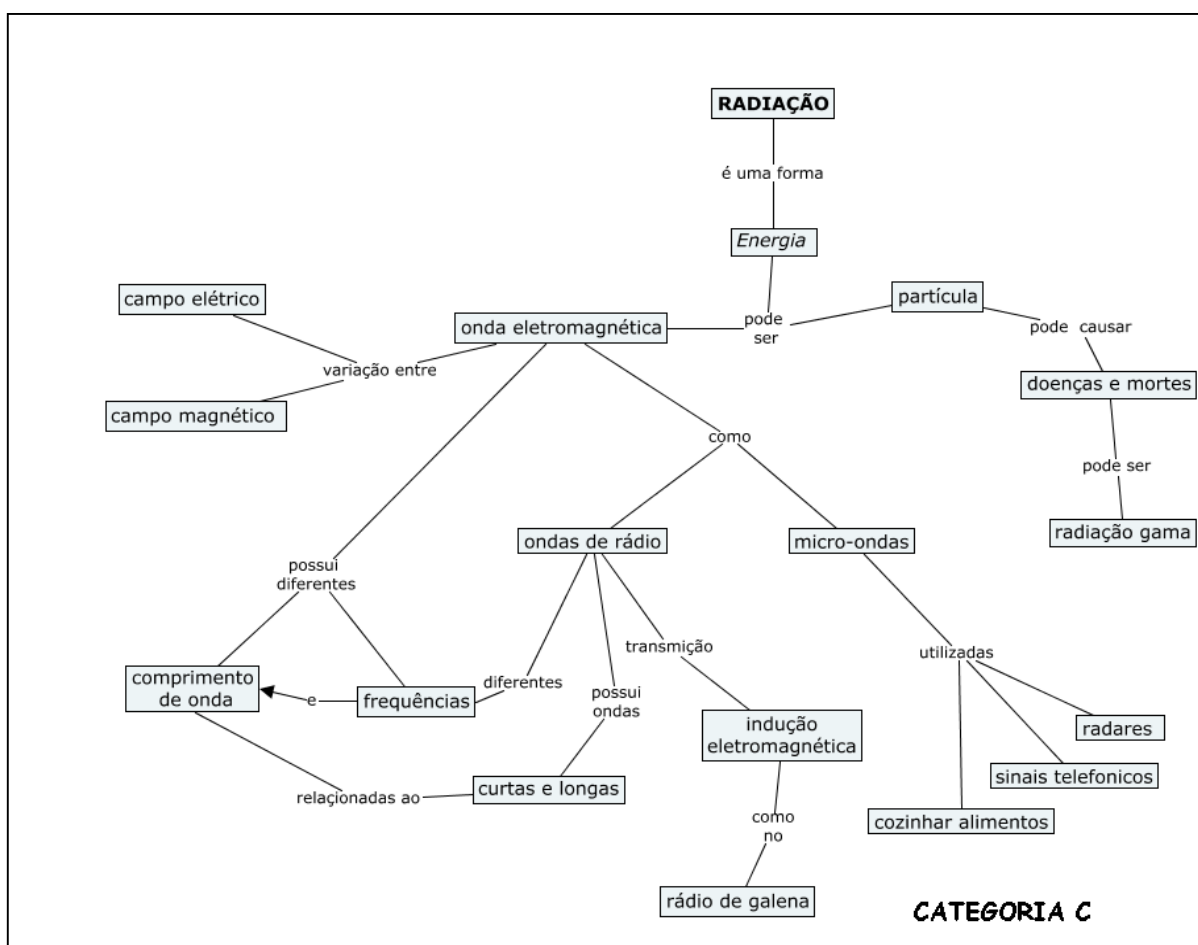 RADIAÇÃO
é uma forma
Energia
pode
ser
partícula
pode causar
doenças e mortes
pode ser
radiação gama
onda eletromagnética
campo elétrico
variação entre
campo magnético
como
ondas de rádio
micro-ondas
possui
diferentes
comprimento
de onda
e
frequências
diferentes
possui
ondas
transmição
utilizadas
indução
eletromagnética
radares
sinais telefonicos
cozinhar alimentos
relaçionadas ao
curtas e longas
como
no
rádio de galena
CATEGORIA C